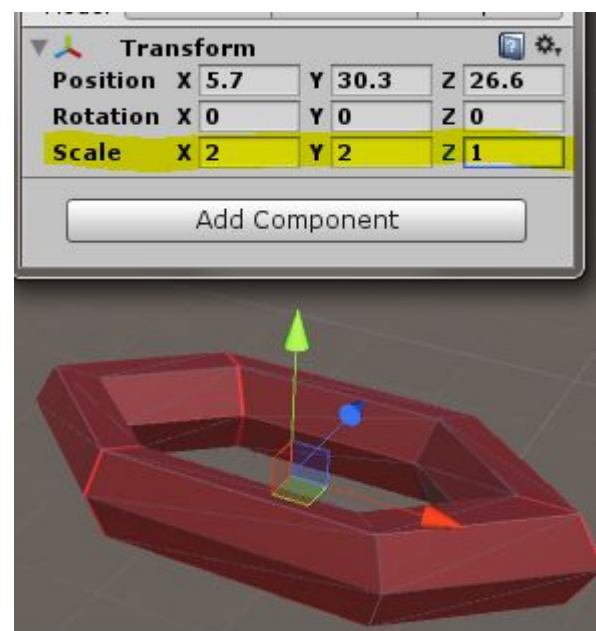 Transform
Position X 5.7 Y 30.3 Z 26.6
Rotation X 0 Y 0 Z 0
Scale X 2 Y 2 Z 1
Add Component